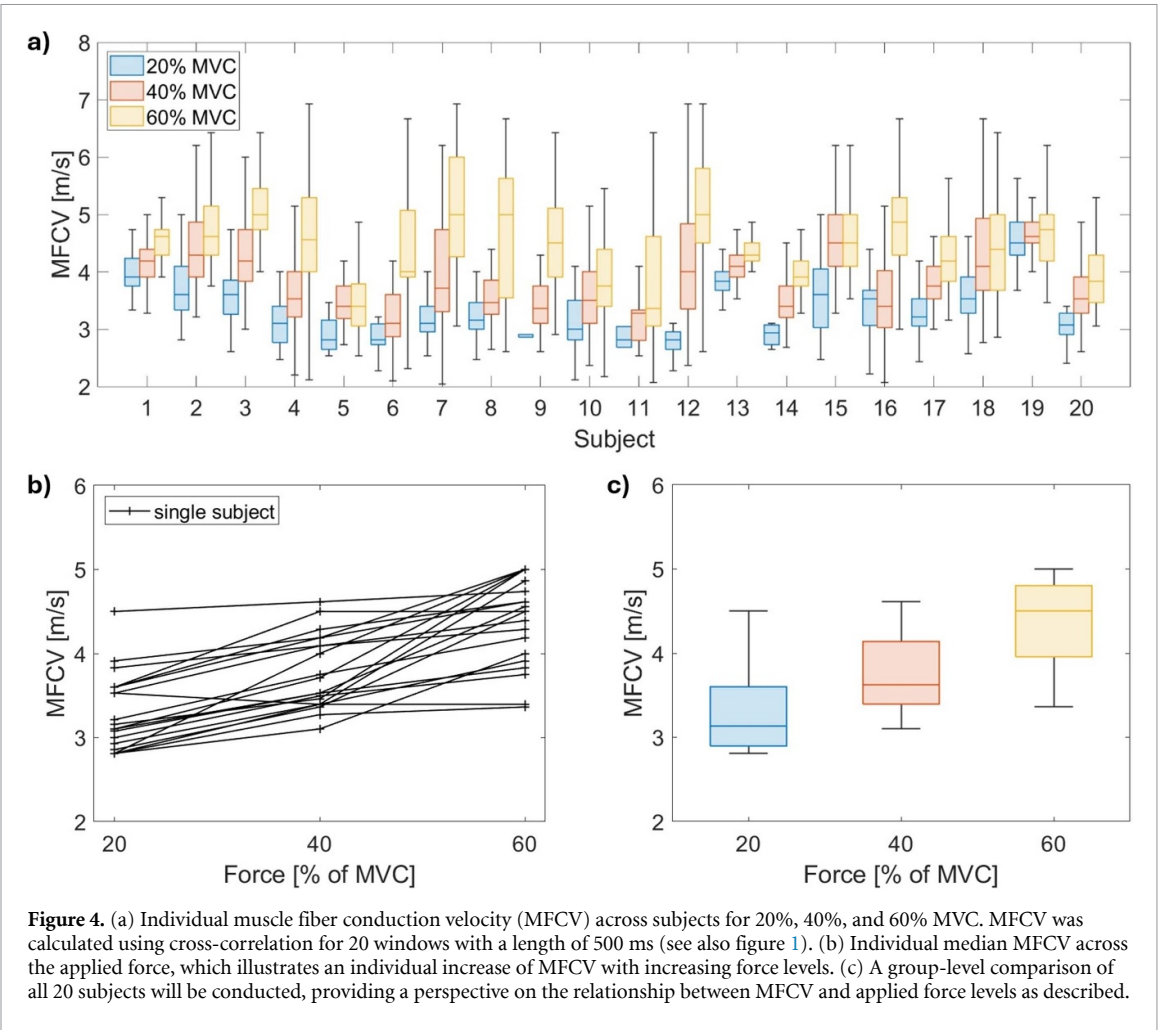 a)
8
7
6
5
4
3
2
MFCV [m/s]
20% MVC
40% MVC
60% MVC
1 2 3 4 5 6 7 8 9 10 11 12 13 14 15 16 17 18 19 20
Subject
b)
6
5
4
3
2
MFCV [m/s]
single subject
20 40 60
Force [% of MVC]
c)
6
5
4
3
2
MFCV [m/s]
20 40 60
Force [% of MVC]
Figure 4. (a) Individual muscle fiber conduction velocity (MFCV) across subjects for 20%, 40%, and 60% MVC. MFCV was
calculated using cross-correlation for 20 windows with a length of 500 ms (see also figure 1). (b) Individual median MFCV across
the applied force, which illustrates an individual increase of MFCV with increasing force levels. (c) A group-level comparison of
all 20 subjects will be conducted, providing a perspective on the relationship between MFCV and applied force levels as described.